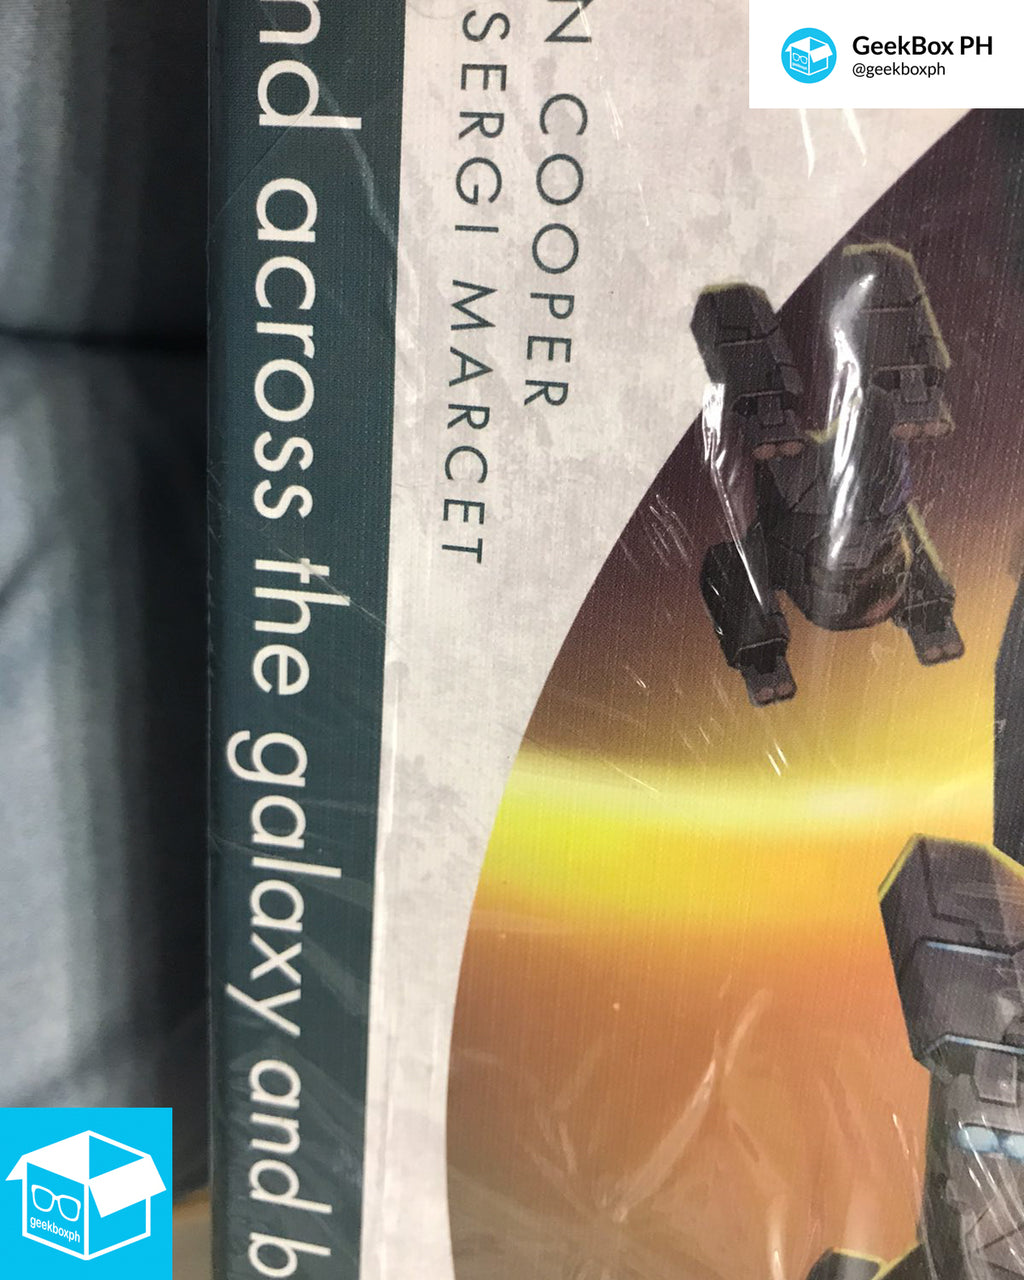 GeekBox PH
@geekboxph
N COOPER
SERGI MARCET
nd across the galaxy and b
geekboxph